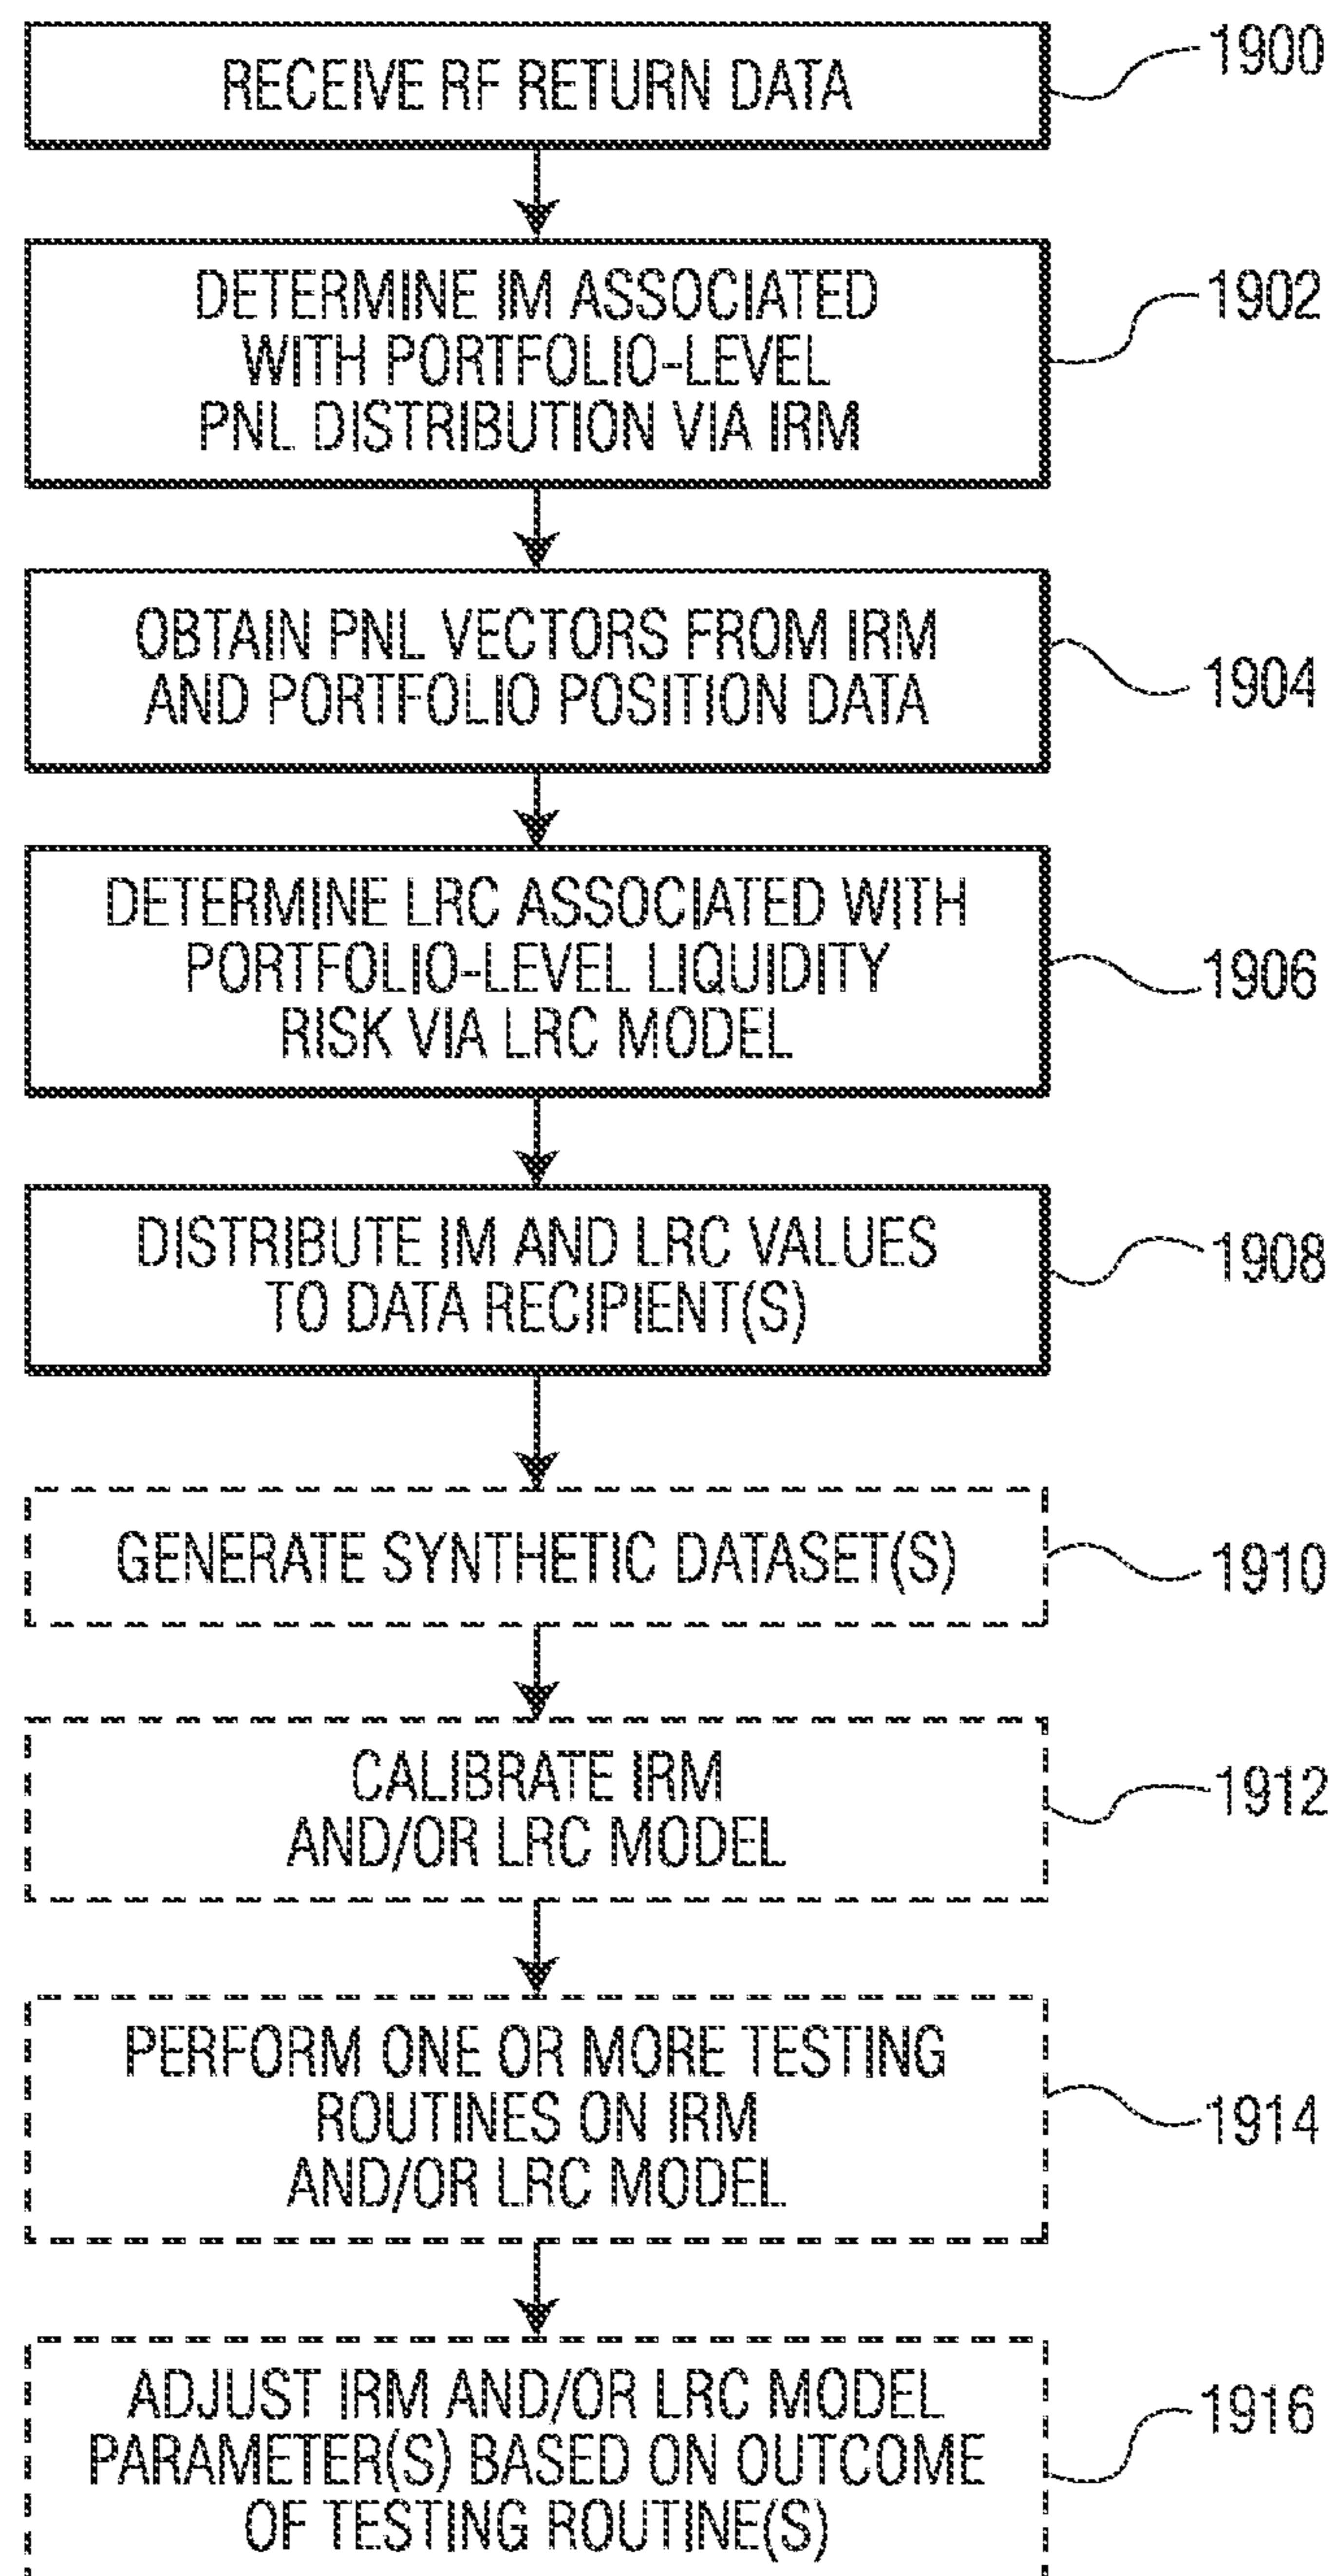 RECEIVE RF RETURN DATA
1900
DETERMINE IM ASSOCIATED
WITH PORTFOLIO-LEVEL
PNL DISTRIBUTION VIA IRM
1902
OBTAIN PNL VECTORS FROM IRM
AND PORTFOLIO POSITION DATA
1904
DETERMINE LRC ASSOCIATED WITH
PORTFOLIO-LEVEL LIQUIDITY
RISK VIA LRC MODEL
1906
DISTRIBUTE IM AND LRC VALUES
TO DATA RECIPIENT(S)
1908
GENERATE SYNTHETIC DATASET(S)
1910
CALIBRATE IRM
AND/OR LRC MODEL
1912
PERFORM ONE OR MORE TESTING
ROUTINES ON IRM
AND/OR LRC MODEL
1914
ADJUST IRM AND/OR LRC MODEL
PARAMETER(S) BASED ON OUTCOME
OF TESTING ROUTINE(S)
1916